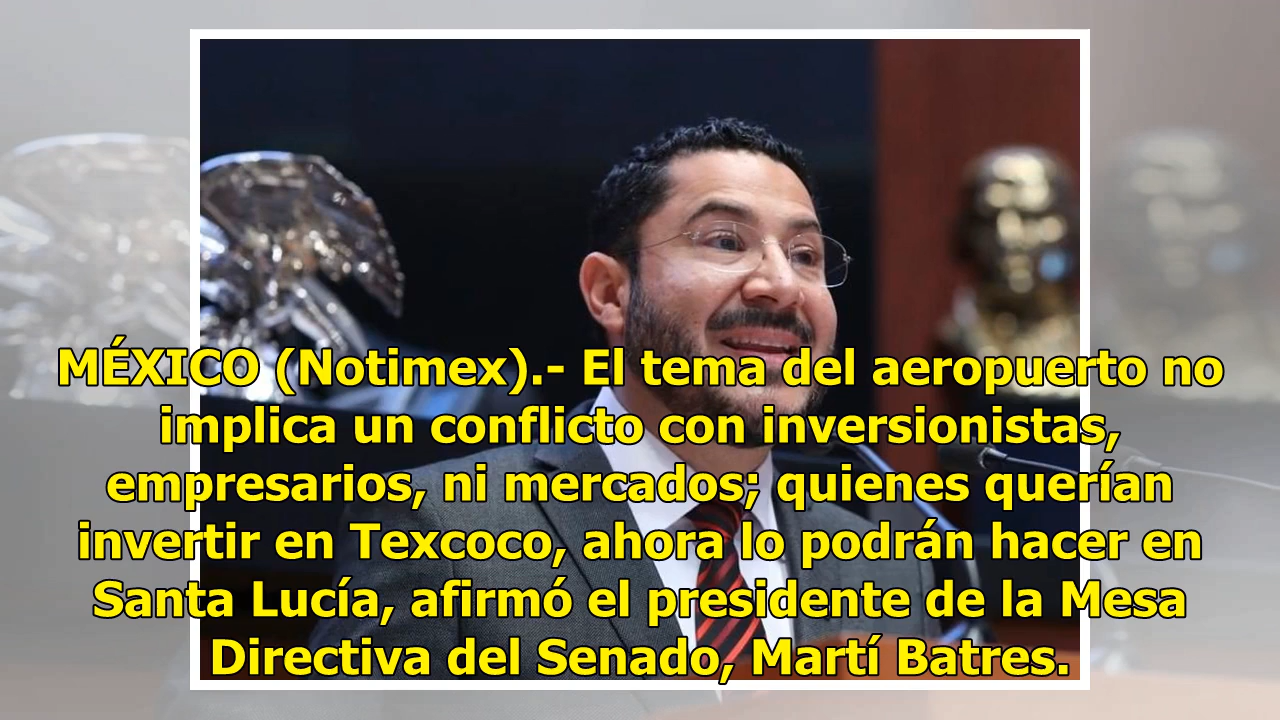 MÉXICO (Notimex).- El tema del aeropuerto no
implica un conflicto con inversionistas,
empresarios, ni mercados; quienes querían
invertir en Texcoco, ahora lo podrán hacer en
Santa Lucía, afirmó el presidente de la Mesa
Directiva del Senado, Martí Batres.